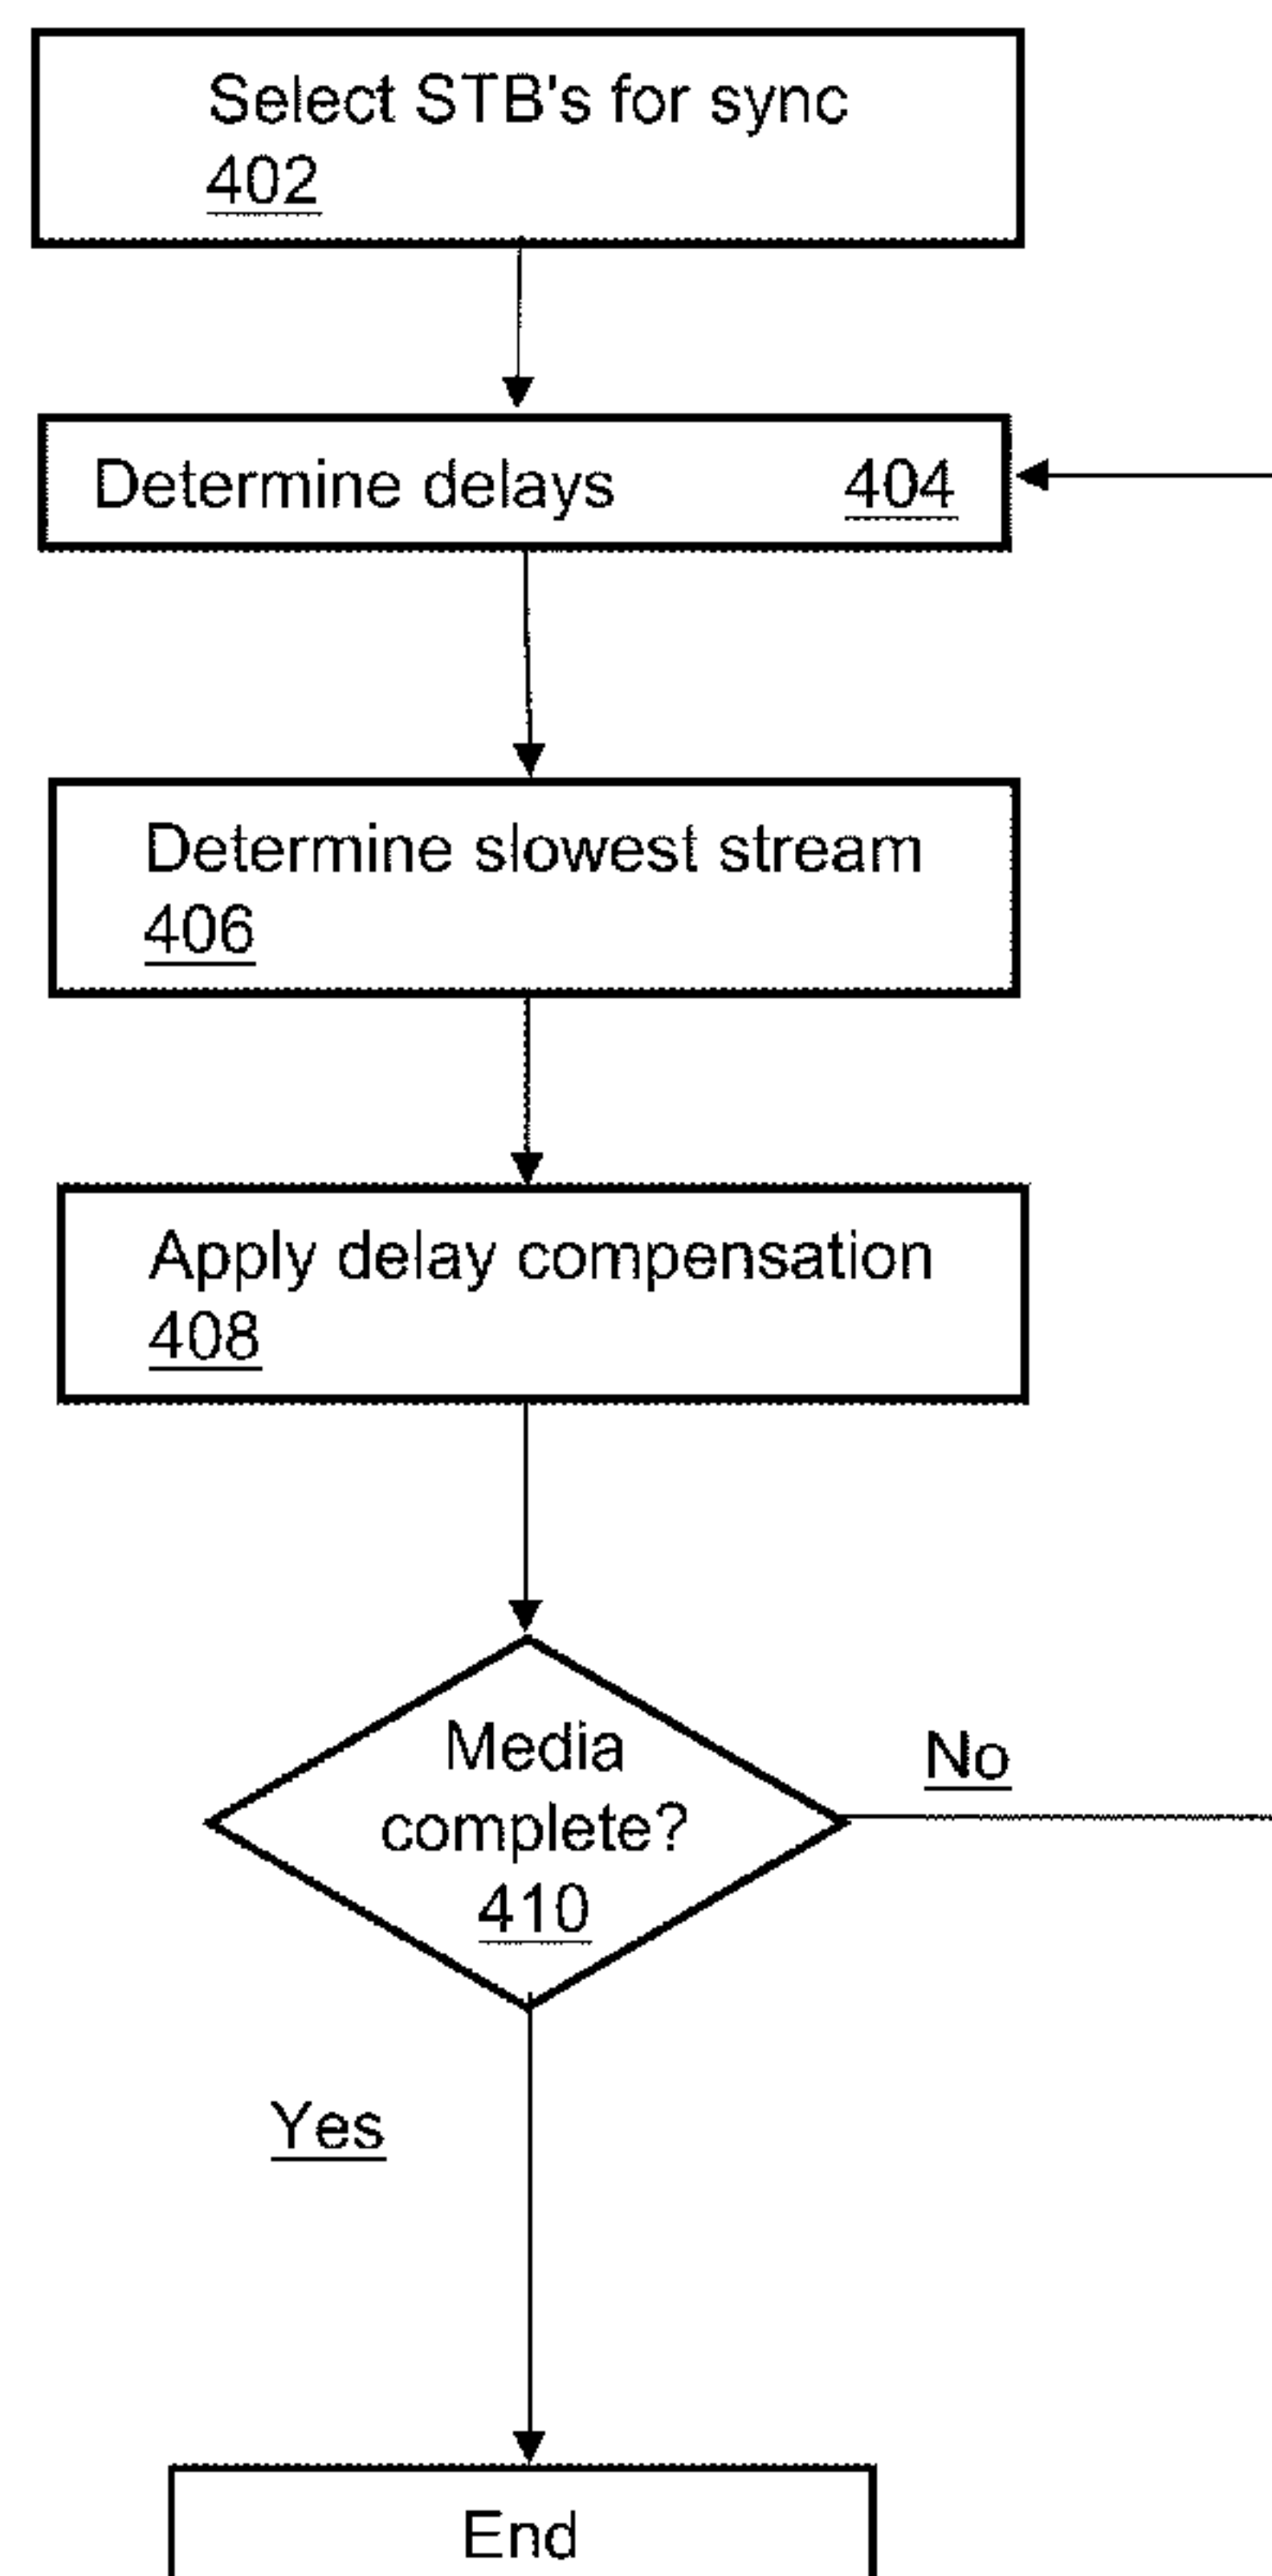 Select STB's for sync
402
Determine delays 404
Determine slowest stream
406
Apply delay compensation
408
Media
complete?
410
No
Yes
End